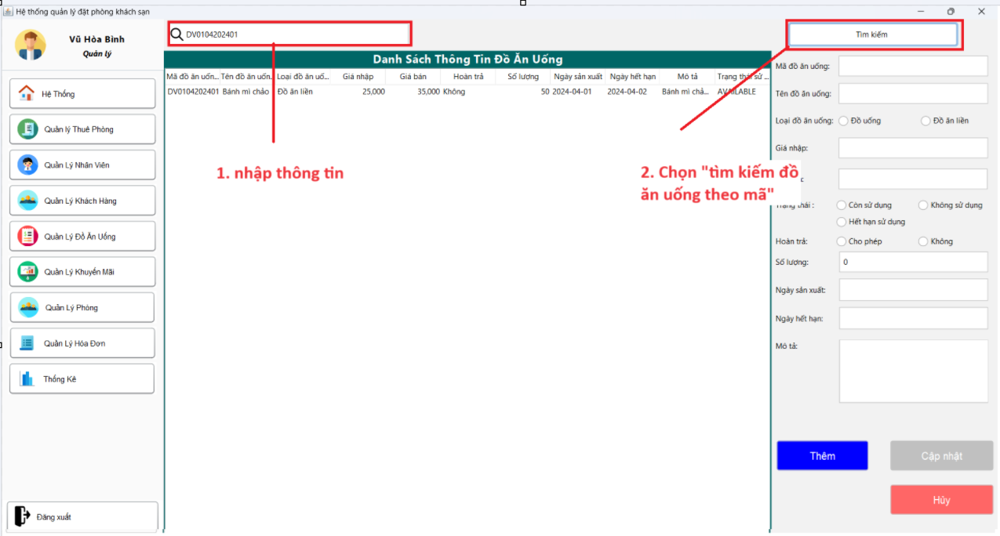 Hệ thống quản lý đặt phòng khách sạn
Vũ Hòa Bình
Quản lý
Hệ Thống
Quản lý Thuê Phòng
Quản Lý Nhân Viên
Quản Lý Khách Hàng
Quản Lý Đồ Ăn Uống
Quản Lý Khuyến Mãi
Quản Lý Phòng
Quản Lý Hóa Đơn
Thống Kê
Đăng xuất
DV0104202401
Tìm kiếm
Danh Sách Thông Tin Đồ Ăn Uống
Mã đồ ăn uốn... Tên đồ ăn uốn... Loại đồ ăn uố... Giá nhập Giá bán Hoàn trả Số lượng Ngày sản xuất Ngày hết hạn Mô tả Trạng thái sử ...
DV0104202401 Bánh mì chảo Đồ ăn liền 25,000 35,000 Không 50 2024-04-01 2024-04-02 Bánh mì chả... AVAILABLE
1. nhập thông tin
2. Chọn "tìm kiếm đồ
ăn uống theo mã"
Mã đồ ăn uống:
Tên đồ ăn uống:
Loại đồ ăn uống: Đồ uống Đồ ăn liền
Giá nhập:
Trạng thái : Còn sử dụng Không sử dụng
Hết hạn sử dụng
Hoàn trả: Cho phép Không
Số lượng: 0
Ngày sản xuất:
Ngày hết hạn:
Mô tả:
Thêm Cập nhật
Hủy